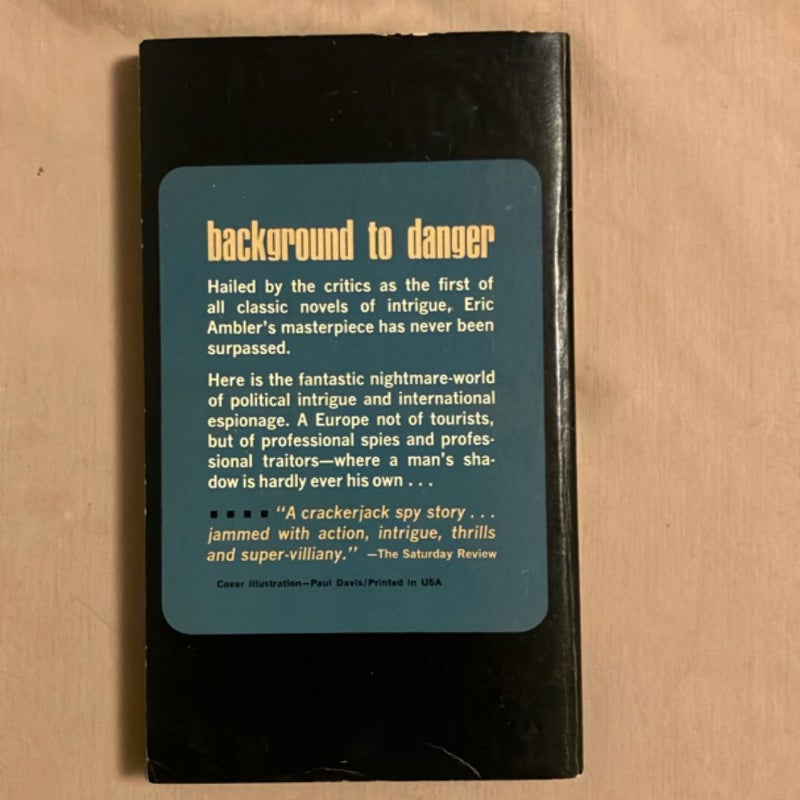 background to danger
Hailed by the critics as the first of
all classic novels of intrigue, Eric
Ambler's masterpiece has never been
surpassed.
Here is the fantastic nightmare-world
of political intrigue and international
espionage. A Europe not of tourists,
but of professional spies and profes-
sional traitors—where a man's sha-
dow is hardly ever his own . . .
■ ■ ■ ■ "A crackerjack spy story . . .
jammed with action, intrigue, thrills
and super-villiany." —The Saturday Review
Cover illustration—Paul Davis/Printed in USA